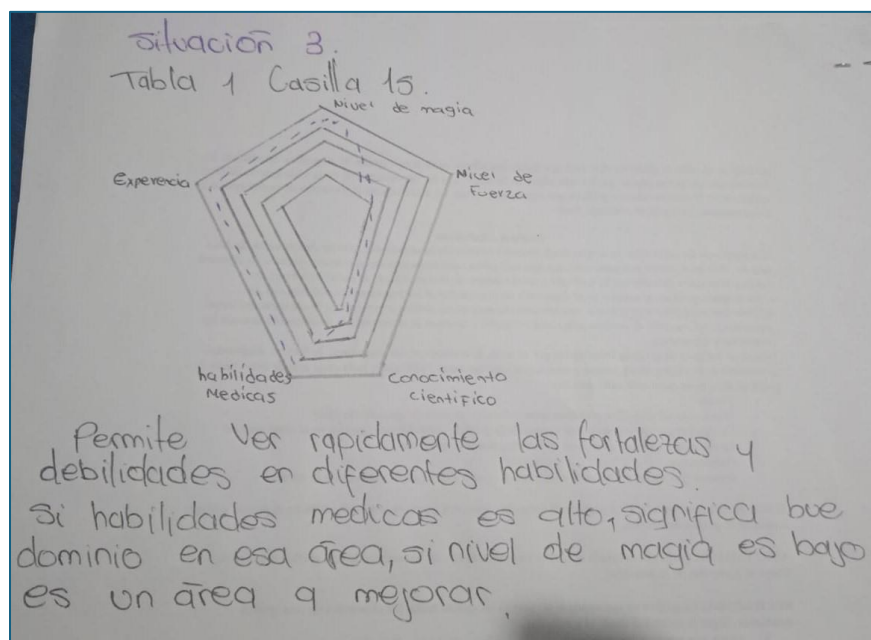 Situación 3.
Tabla 1 Casilla 15.
Nivel de magia
Experencia
Nivel de
Fuerza
habilidades
Medicas
Conocimiento
cientifico
Permite ver rapidamente las fortalezas y
debilidades en diferentes habilidades.
Si habilidades medicas es alto, significa bue
dominio en esa área, si nivel de magia es bajo
es un área a mejorar.